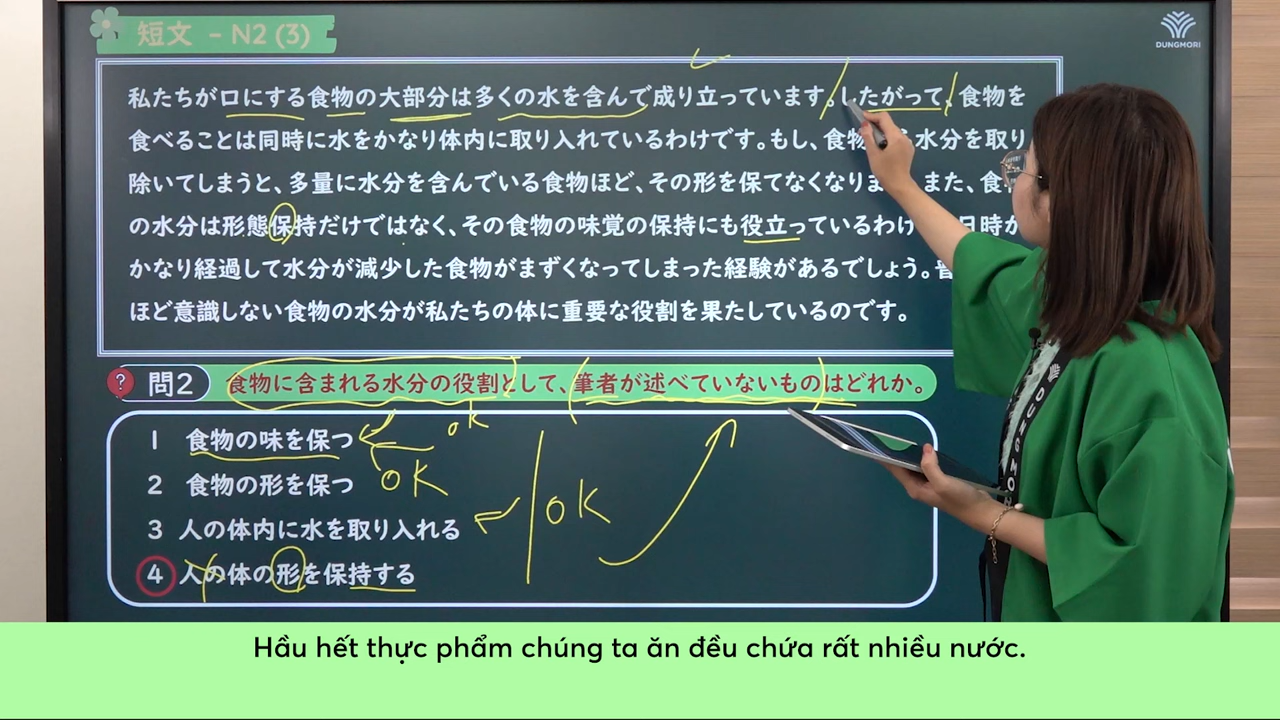 短文 - N2 (3)
DUNGMORI
私たちが口にする食物の大部分は多くの水を含んで成り立っています。したがって、食物を
食べることは同時に水をかなり体内に取り入れているわけです。もし、食物 水分を取り
除いてしまうと、多量に水分を含んでいる食物ほど、その形を保てなくなりま また、食
の水分は形態保持だけではなく、その食物の味覚の保持にも役立っているわけ 日時が
かなり経過して水分が減少した食物がまずくなってしまった経験があるでしょう。
ほど意識しない食物の水分が私たちの体に重要な役割を果たしているのです。
? 問2 食物に含まれる水分の役割として、筆者が述べていないものはどれか。
1 食物の味を保つ
ok
2 食物の形を保つ
OK
3 人の体内に水を取り入れる
OK
4 人の体の形を保持する
DUNGMO
Hầu hết thực phẩm chúng ta ăn đều chứa rất nhiều nước.